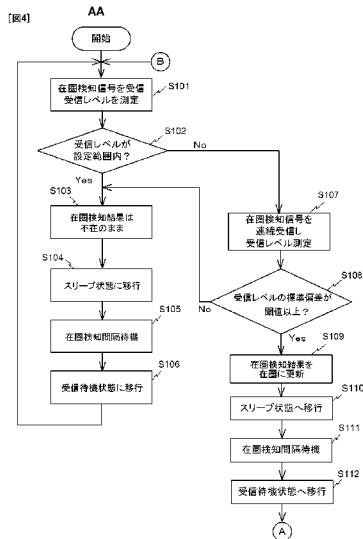 [図4]
AA
開始
B
在圏検知信号を受信
受信レベルを測定
S101
受信レベルが
設定範囲内？
S102
No
Yes
S103
在圏検知結果は
不在のまま
S104
スリープ状態に移行
S105
在圏検知間隔待機
S106
受信待機状態に移行
S107
在圏検知信号を
連続受信し
受信レベル測定
S108
受信レベルの標準偏差が
閾値以上？
No
Yes
S109
在圏検知結果を
在圏に更新
S110
スリープ状態へ移行
S111
在圏検知間隔待機
S112
受信待機状態へ移行
A